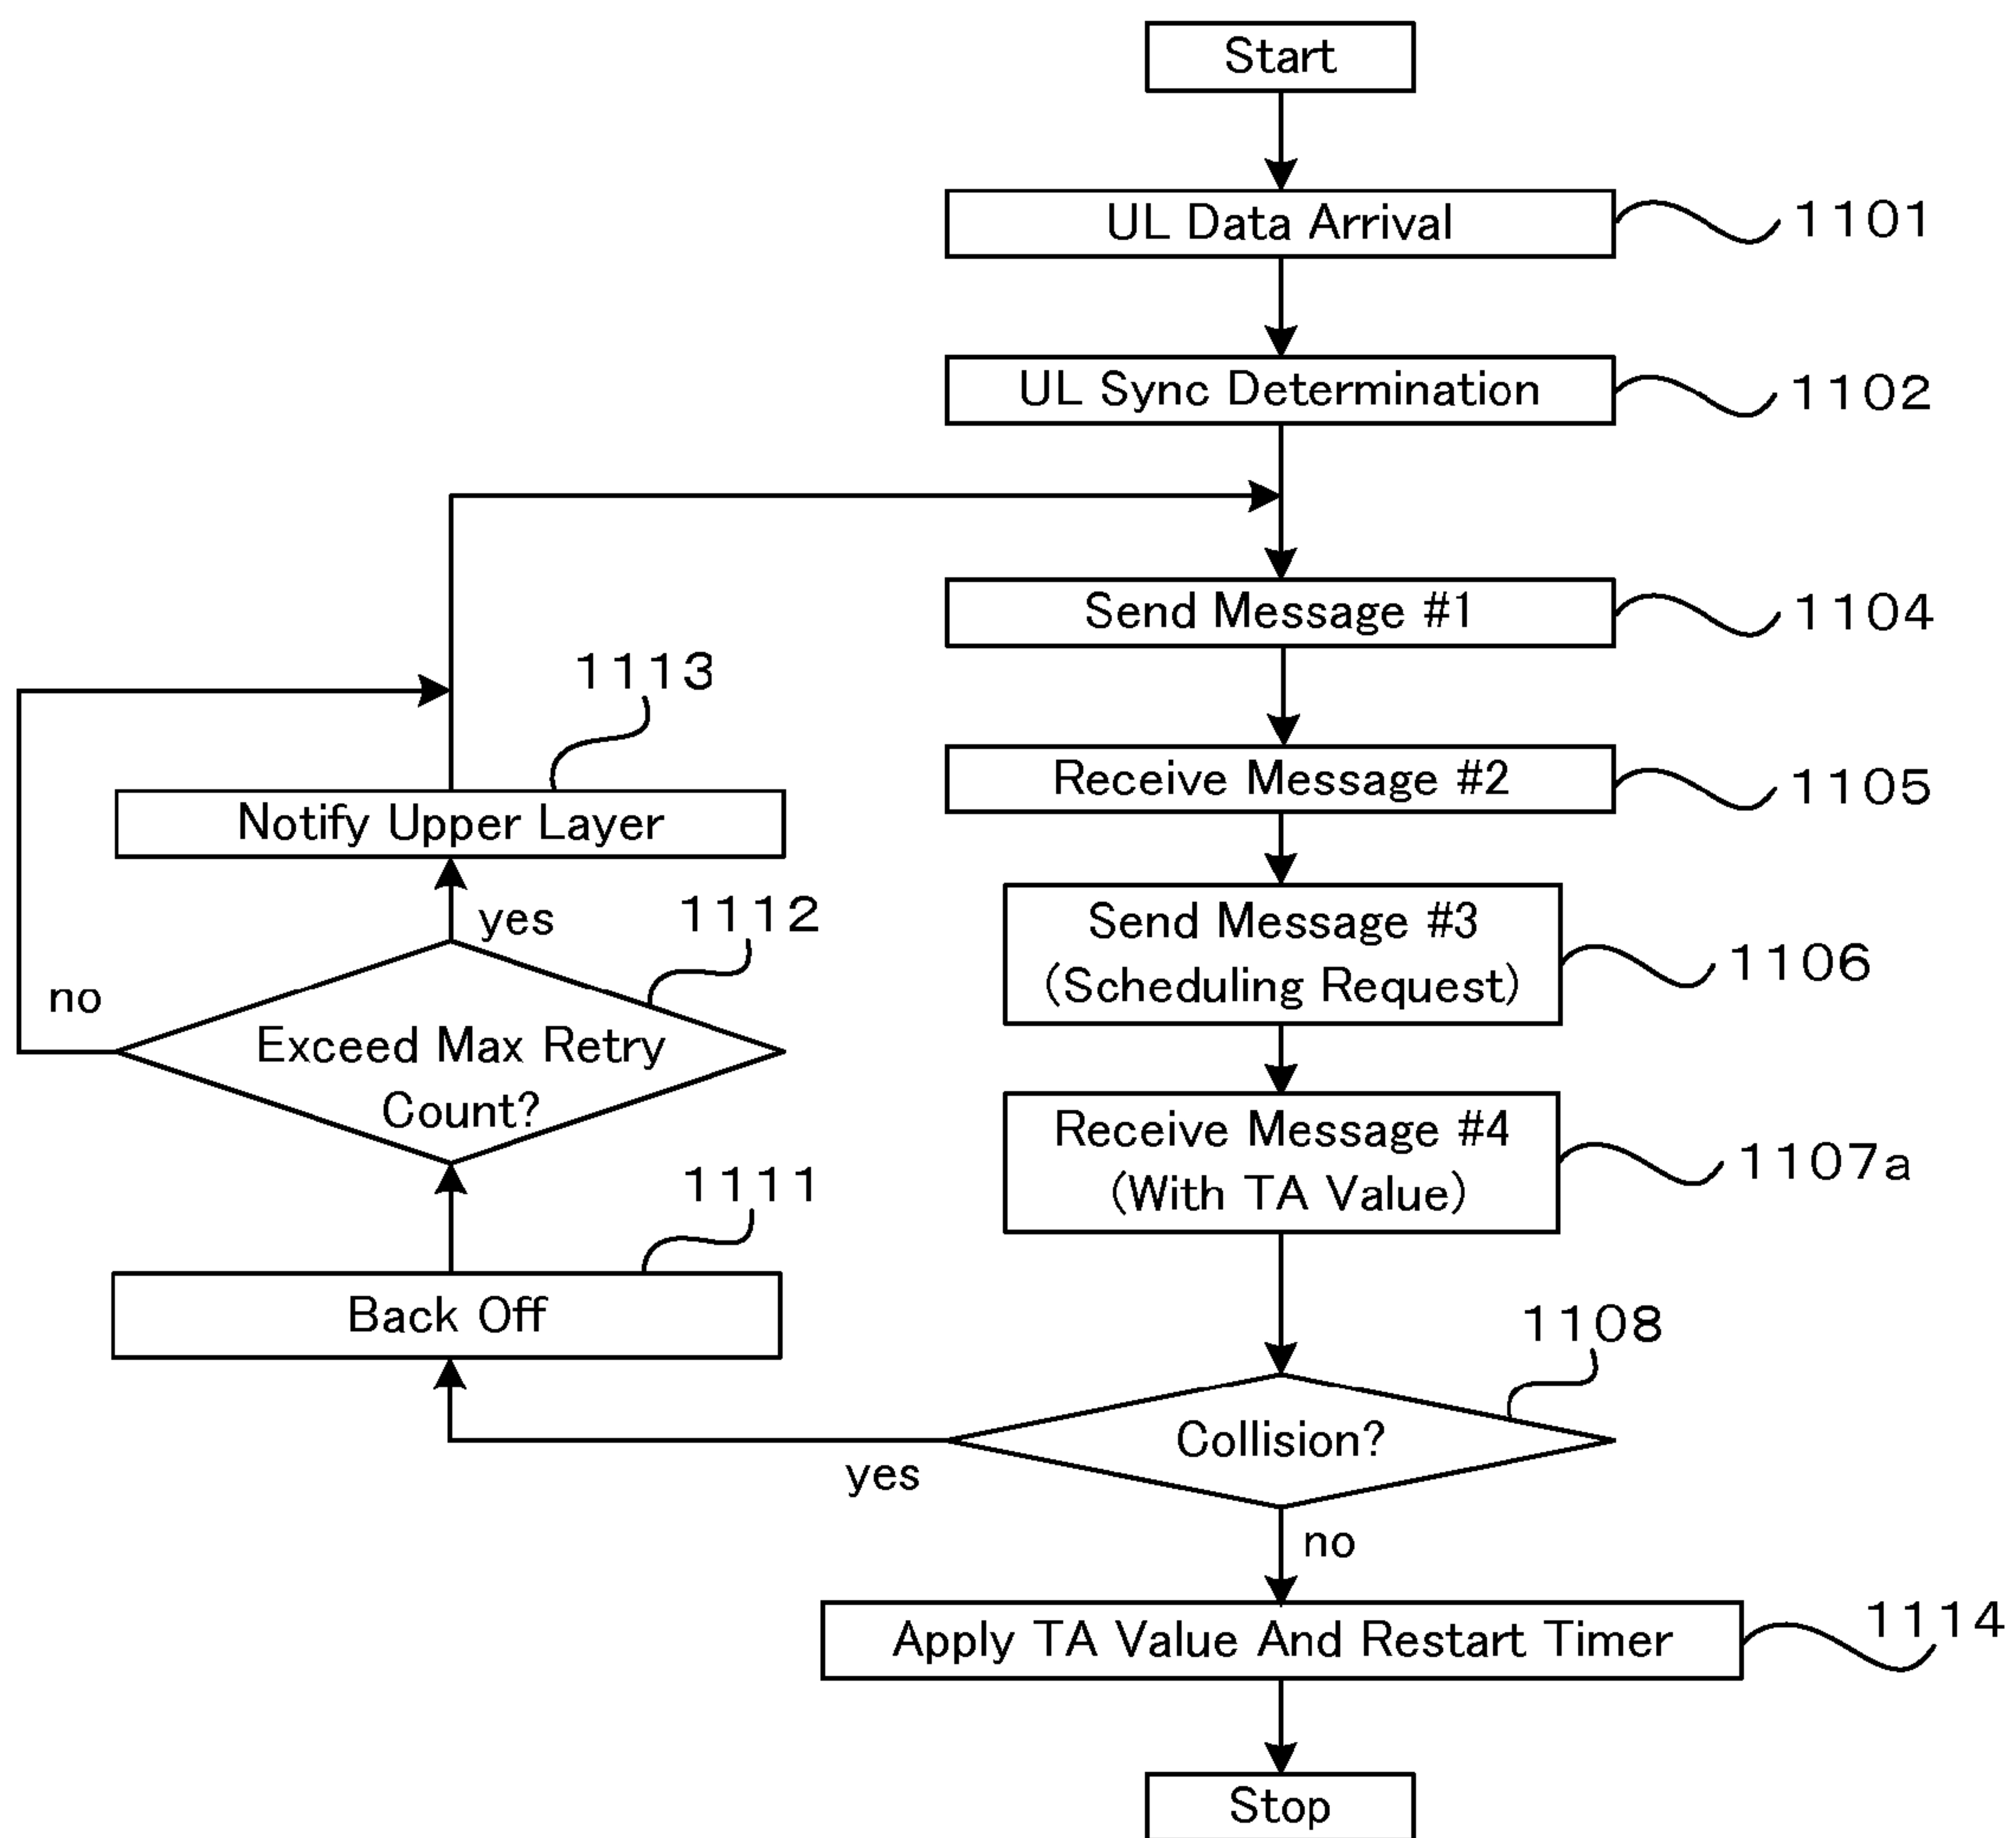 Start
UL Data Arrival
1101
UL Sync Determination
1102
Send Message #1
1104
1113
Receive Message #2
1105
Notify Upper Layer
yes
1112
Send Message #3
(Scheduling Request)
1106
no
Exceed Max Retry
Count?
Receive Message #4
(With TA Value)
1107a
1111
Back Off
1108
Collision?
yes
no
Apply TA Value And Restart Timer
1114
Stop